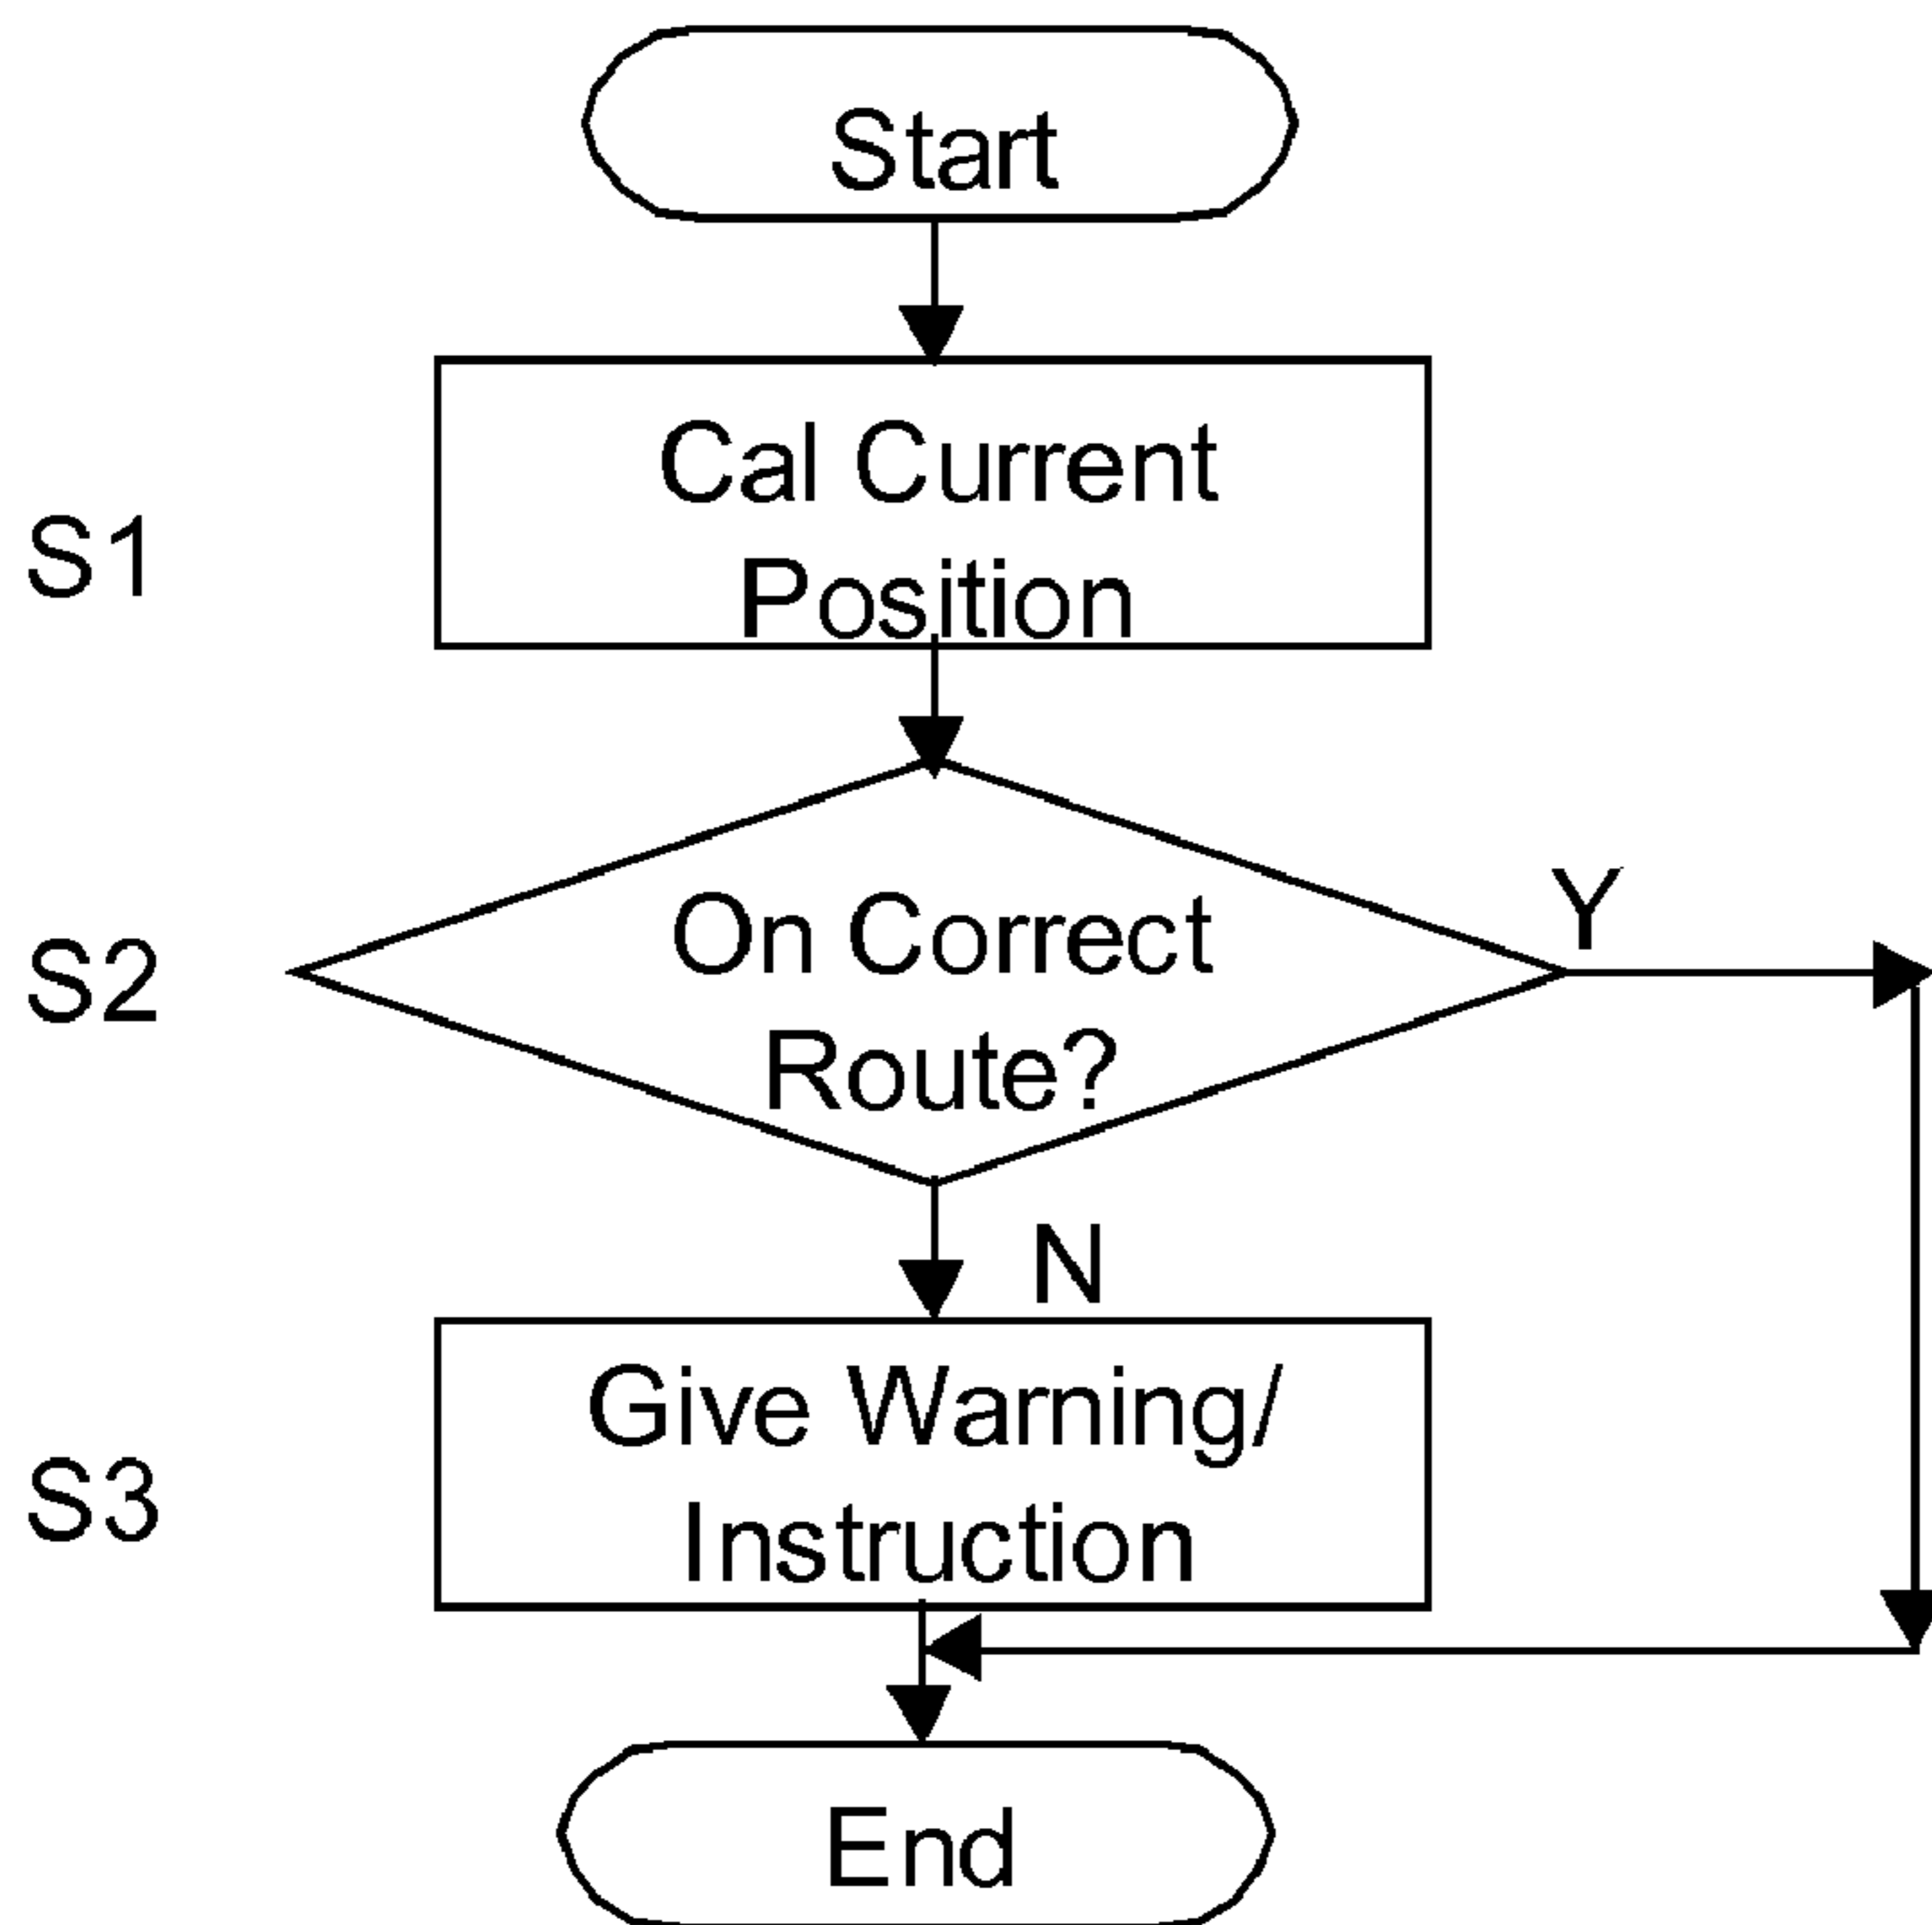 Start
Cal Current
Position
S1
On Correct
Route?
Y
S2
N
Give Warning/
Instruction
S3
End